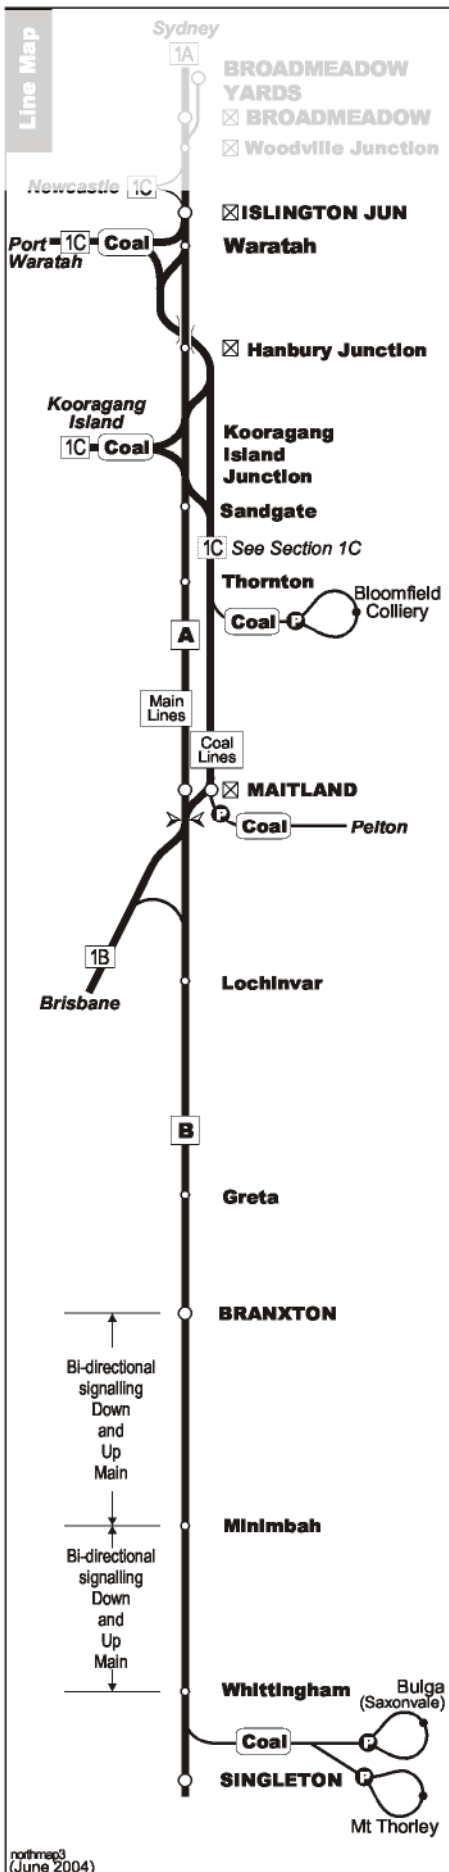 Line Map
Sydney
1A
BROADMEADOW
YARDS
BROADMEADOW
Woodville Junction
Newcastle 1C
ISLINGTON JUN
Port
Waratah
1C Coal
Waratah
Hanbury Junction
Kooragang
Island
1C Coal
Kooragang
Island
Junction
Sandgate
1C See Section 1C
Thornton
Bloomfield
Colliery
Coal P
A
Main
Lines
Coal
Lines
MAITLAND
P
Coal Pelton
1B
Brisbane
Lochinvar
B
Greta
BRANXTON
Bi-directional
signalling
Down
and
Up
Main
Minimbah
Bi-directional
signalling
Down
and
Up
Main
Whittingham
Bulga
(Saxonvale)
Coal P
SINGLETON P
Mt Thorley
northmap3
(June 2004)